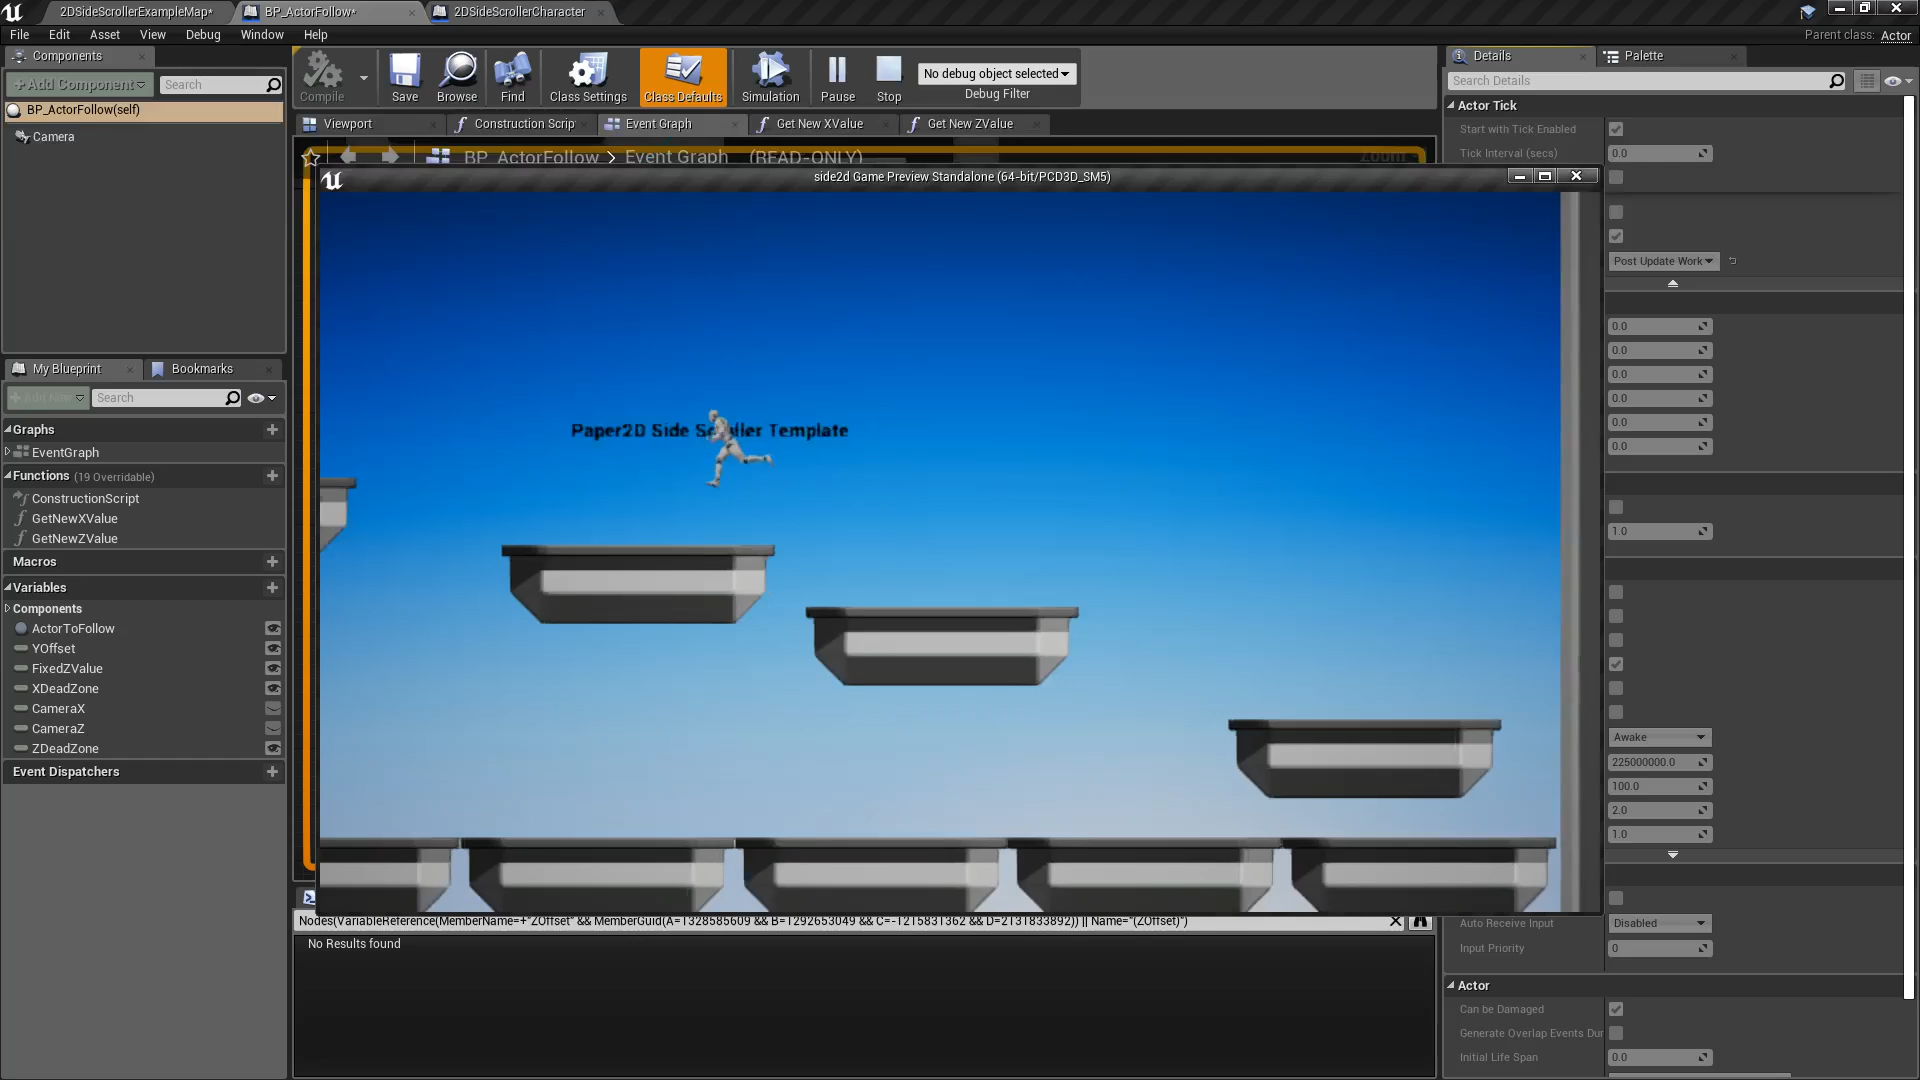 2DSideScrollerExampleMap*
BP_ActorFollow*
2DSideScrollerCharacter
File Edit Asset View Debug Window Help
Parent class: Actor
Components
+Add Component
Search
BP_ActorFollow(self)
Camera
Compile
Save
Browse
Find
Class Settings
Class Defaults
Simulation
Pause
Stop
No debug object selected
Debug Filter
Viewport
Construction Scrip
Event Graph
Get New XValue
Get New ZValue
BP_ActorFollow > Event Graph (READ-ONLY)
Zoom
side2d Game Preview Standalone (64-bit/PCD3D_SM5)
Paper2D Side Scroller Template
My Blueprint
Bookmarks
+ Add New
Search
Graphs
EventGraph
Functions (19 Overridable)
ConstructionScript
GetNewXValue
GetNewZValue
Macros
Variables
Components
ActorToFollow
YOffset
FixedZValue
XDeadZone
CameraX
CameraZ
ZDeadZone
Event Dispatchers
Nodes(VariableReference(MemberName=+"ZOffset" && MemberGuid(A=1328585609 && B=1292653049 && C=-1215831362 && D=2131833892)) || Name="(ZOffset)")
No Results found
Details
Palette
Search Details
Actor Tick
Start with Tick Enabled
Tick Interval (secs) 0.0
Post Update Work
0.0
0.0
0.0
0.0
0.0
0.0
1.0
Awake
225000000.0
100.0
2.0
1.0
Auto Receive Input Disabled
Input Priority 0
Actor
Can be Damaged
Generate Overlap Events Dur
Initial Life Span 0.0